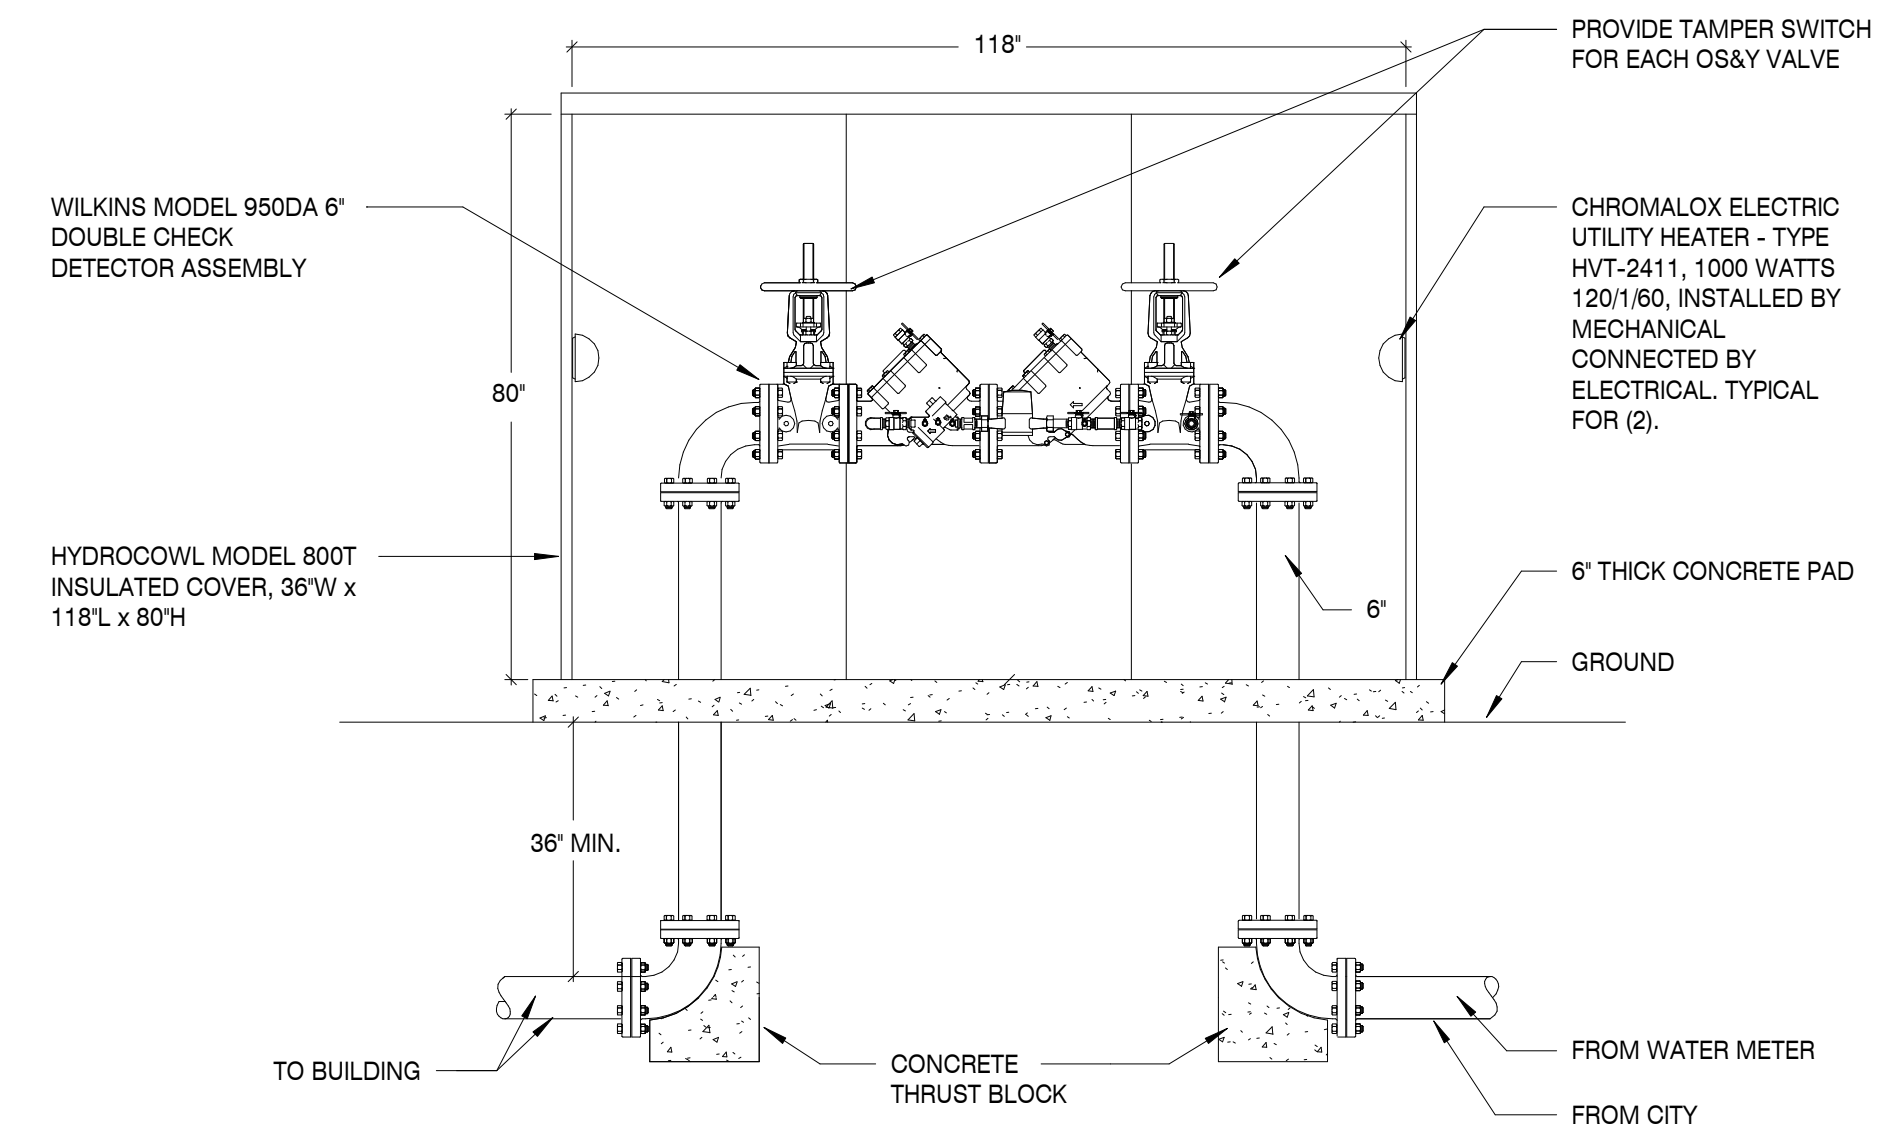 118"
PROVIDE TAMPER SWITCH
FOR EACH OS&Y VALVE
WILKINS MODEL 950DA 6"
DOUBLE CHECK
DETECTOR ASSEMBLY
CHROMALOX ELECTRIC
UTILITY HEATER - TYPE
HVT-2411, 1000 WATTS
120/1/60, INSTALLED BY
MECHANICAL
CONNECTED BY
ELECTRICAL. TYPICAL
FOR (2).
80"
HYDROCOWL MODEL 800T
INSULATED COVER, 36"W x
118"L x 80"H
6" THICK CONCRETE PAD
6"
GROUND
36" MIN.
TO BUILDING
CONCRETE
THRUST BLOCK
FROM WATER METER
FROM CITY